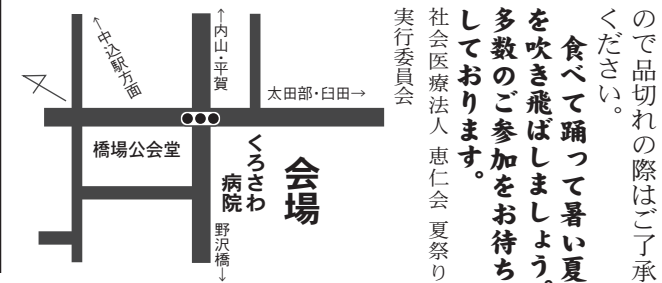 ので品切れの際はご了承
ください。
食べて踊って暑い夏
を吹き飛ばしましょう。
多数のご参加をお待ち
しております。
社会医療法人 恵仁会 夏祭り
実行委員会
↑中込駅方面
↑内山・平賀
太田部・臼田→
橋場公会堂
くろさわ
病院
会場
野沢橋→